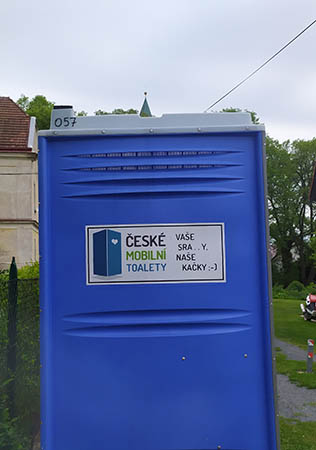 057
ČESKÉ
MOBILNÍ
TOALETY
VAŠE
SRA . . Y,
NAŠE
KAČKY ;-)